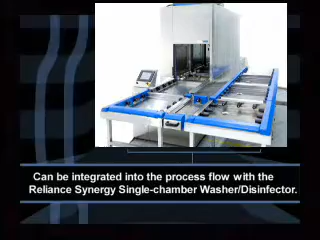 Can be integrated into the process flow with the
Reliance Synergy Single-chamber Washer/Disinfector.